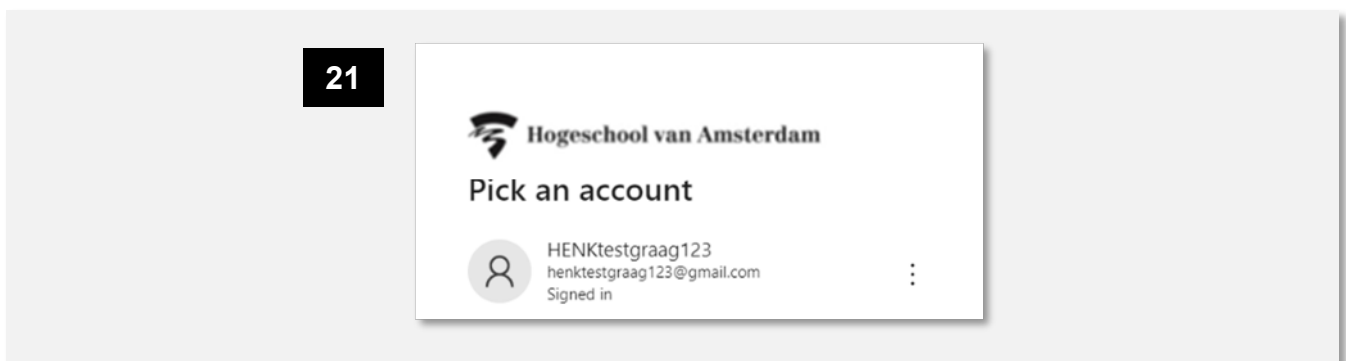 21
Hogeschool van Amsterdam
Pick an account
HENKtestgraag123
henktestgraag123@gmail.com
Signed in